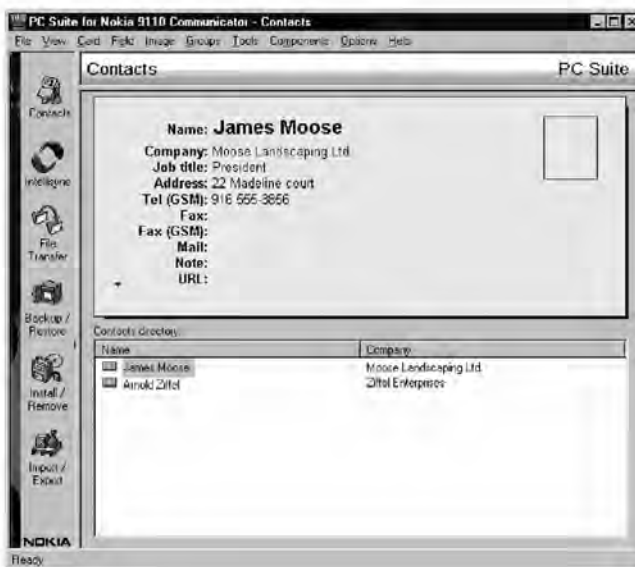 PC Suite for Nokia 9110 Communicator - Contacts
File View Card Field Image Groups Tools Components Options Help
Contacts PC Suite
Contacts
Intellisync
File
Transfer
Backup /
Restore
Install /
Remove
Import /
Export
NOKIA
Name: James Moose
Company: Moose Landscaping Ltd.
Job title: President
Address: 22 Madeline court
Tel (GSM): 916 555-3856
Fax:
Fax (GSM):
Mail:
Note:
URL:
Contacts directory:
Name Company
James Moose Moose Landscaping Ltd.
Arnold Ziffel Ziffel Enterprises
Ready